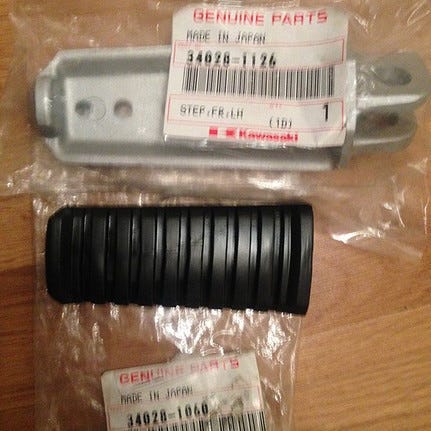 GENUINE PARTS
MADE IN JAPAN
34028-1126
STEP,FR,LH
1
(1D)
Kawasaki
GENUINE PARTS
MADE IN JAPAN
34028-1060